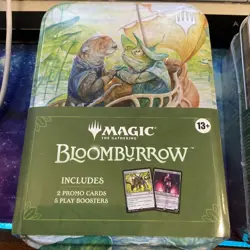 MAGIC
THE GATHERING
13+
BLOOMBURROW
INCLUDES
2 PROMO CARDS
5 PLAY BOOSTERS